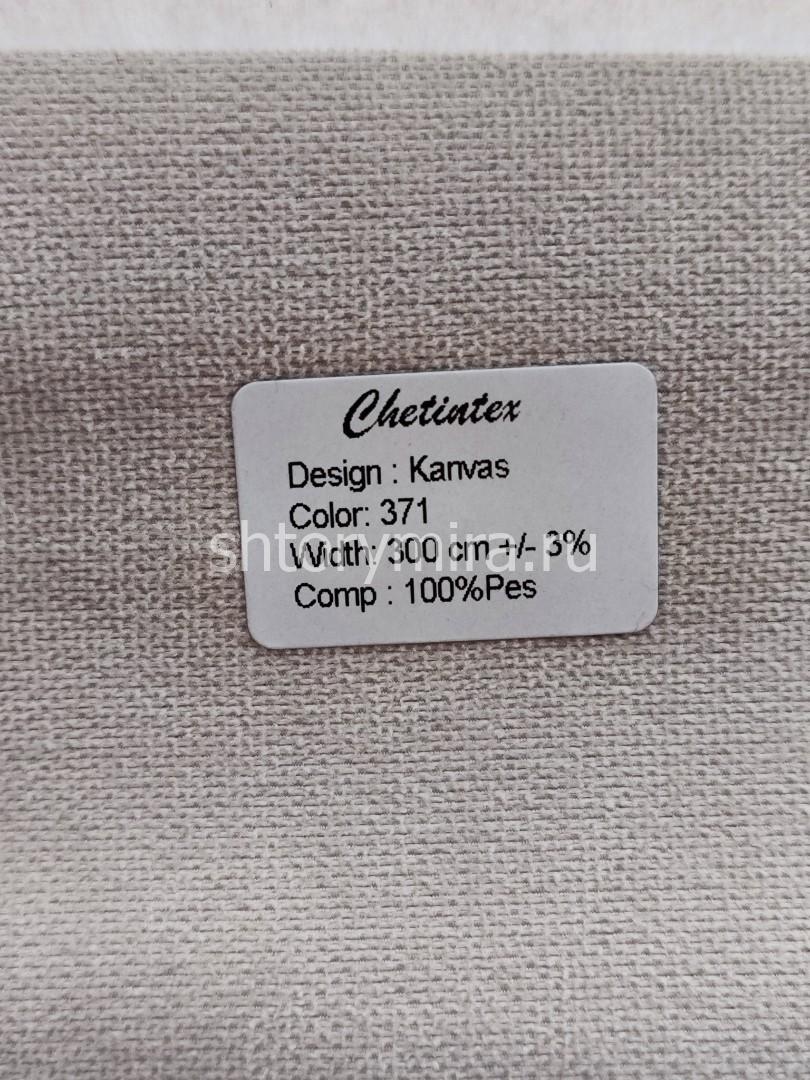 Chetintex
Design : Kanvas
Color: 371
shtorymira.ru
Width: 300 cm +/- 3%
Comp : 100%Pes